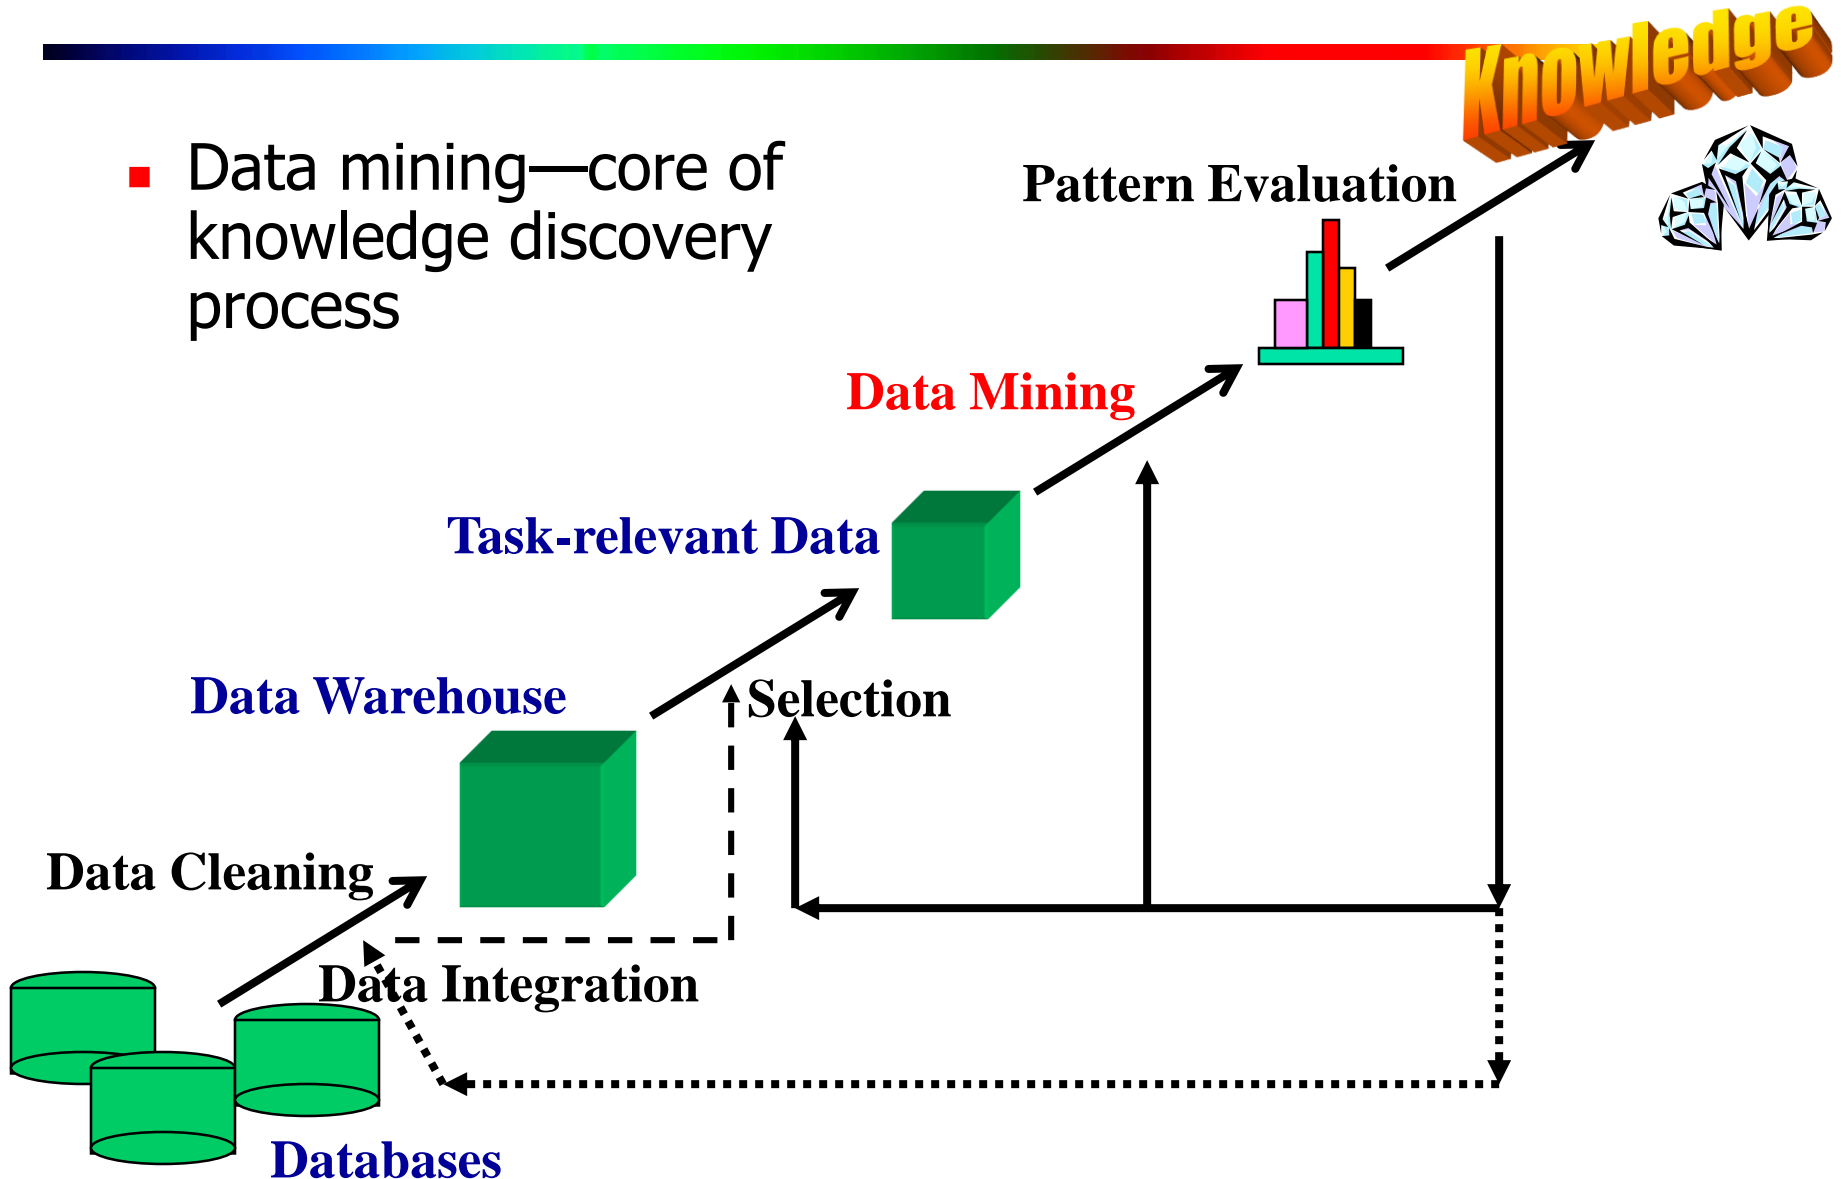 Knowledge
Data mining—core of
knowledge discovery
process
Pattern Evaluation
Data Mining
Task-relevant Data
Data Warehouse
Selection
Data Cleaning
Data Integration
Databases